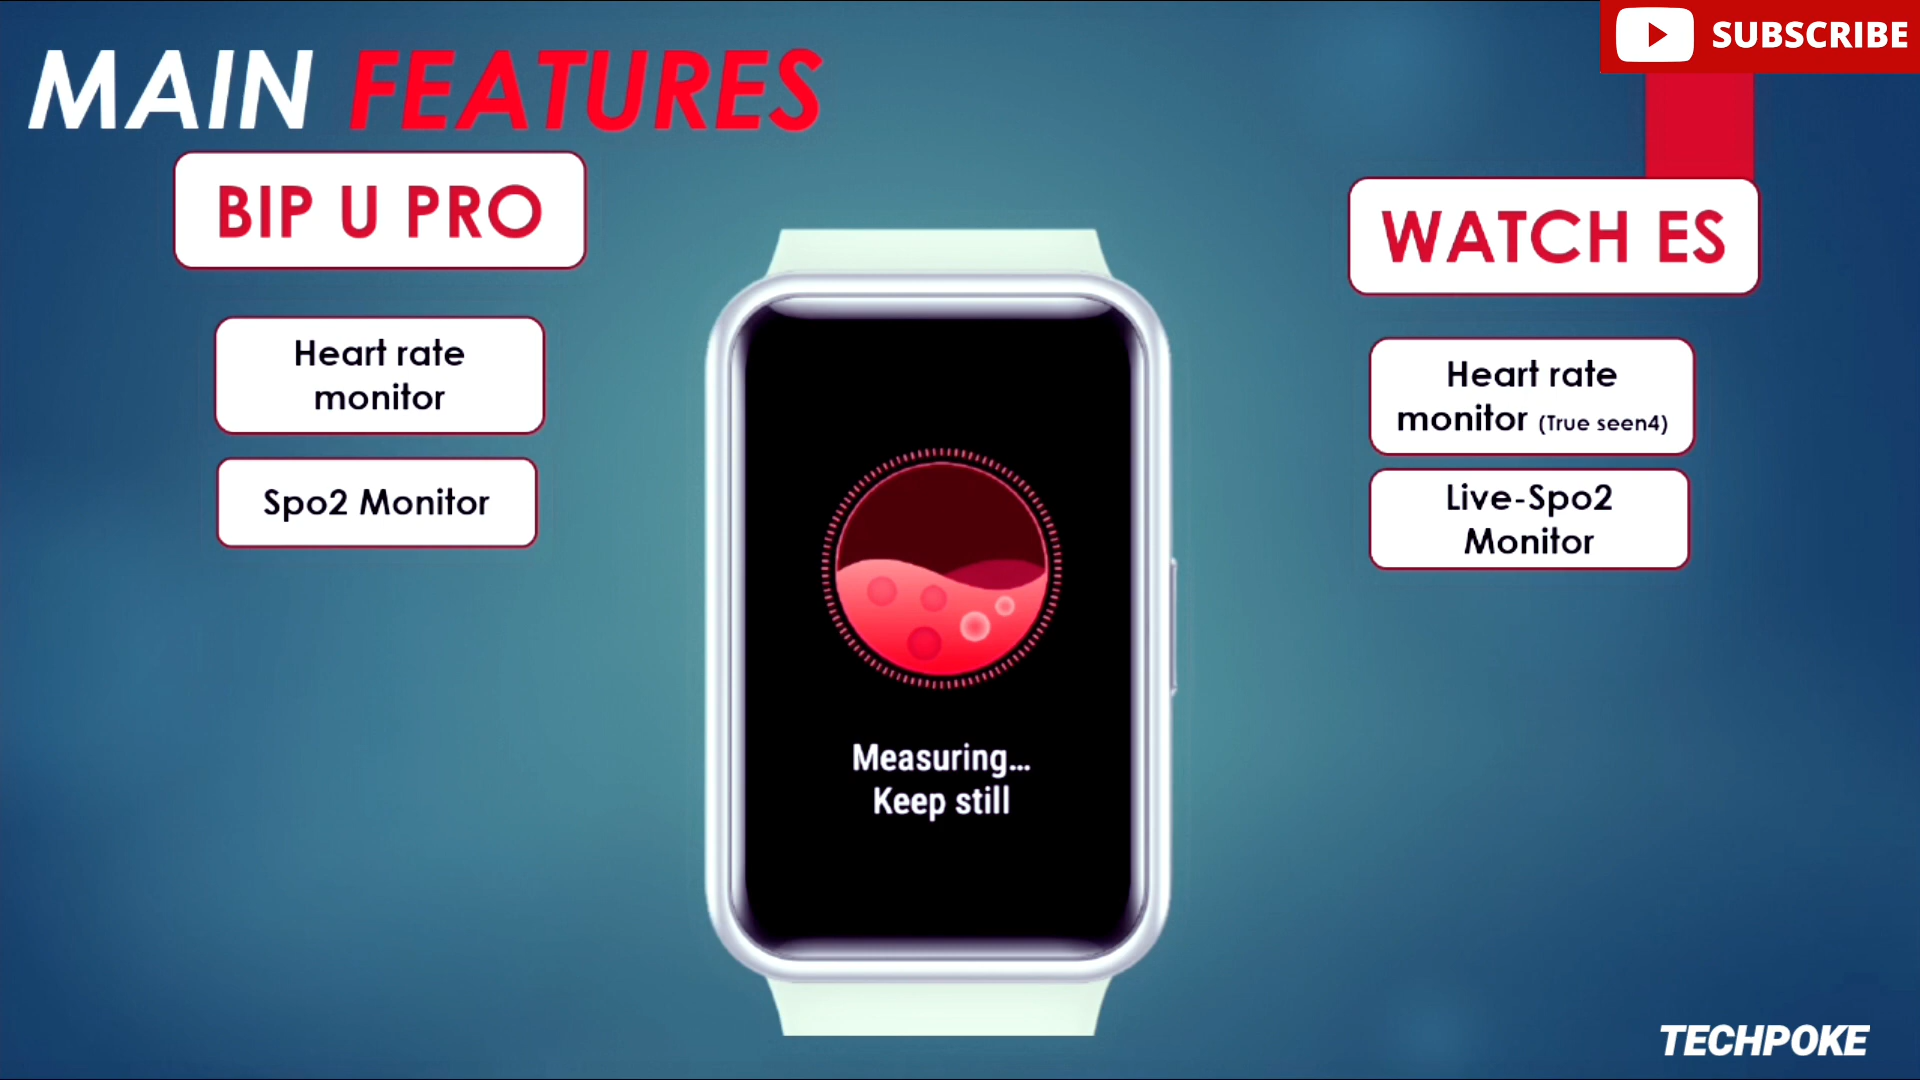 SUBSCRIBE
MAIN FEATURES
BIP U PRO
Heart rate
monitor
Spo2 Monitor
WATCH ES
Heart rate
monitor (True seen4)
Live-Spo2
Monitor
Measuring...
Keep still
TECHPOKE